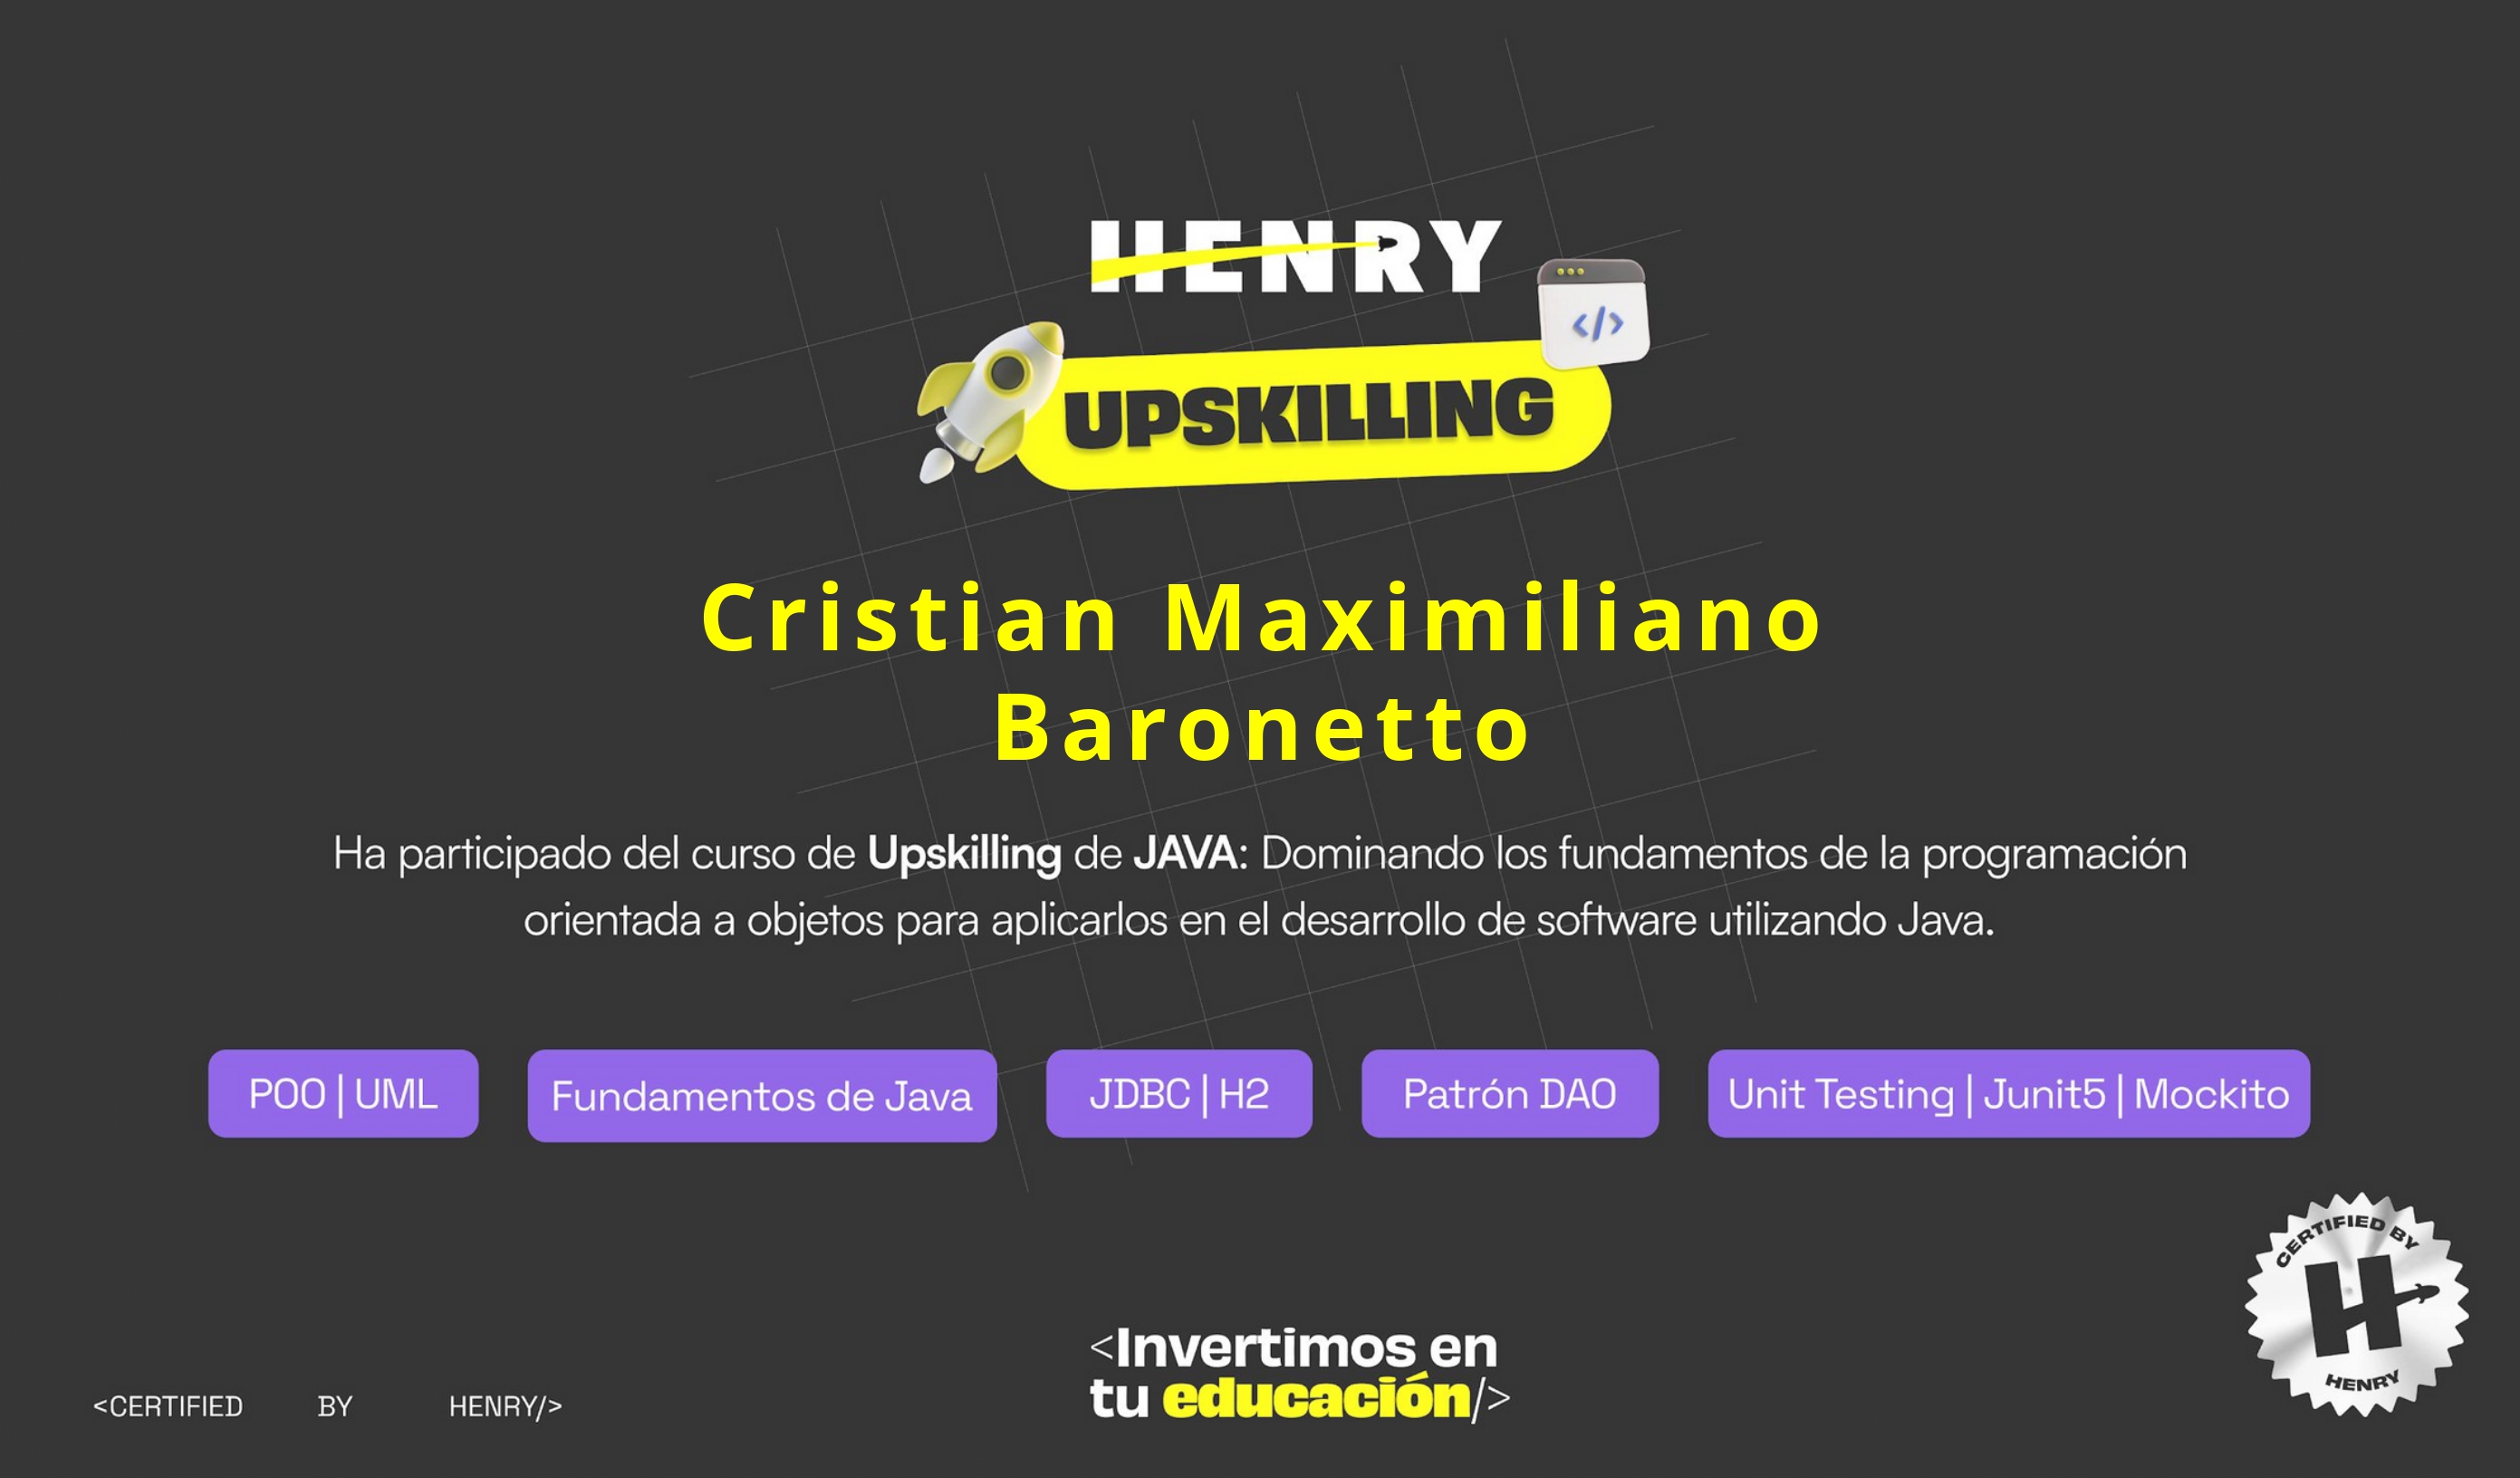 HENRY
UPSKILLING
</>
Cristian Maximiliano
Baronetto
Ha participado del curso de Upskilling de JAVA: Dominando los fundamentos de la programación
orientada a objetos para aplicarlos en el desarrollo de software utilizando Java.
POO | UML
Fundamentos de Java
JDBC | H2
Patrón DAO
Unit Testing | Junit5 | Mockito
CERTIFIED BY
H
HENRY
<Invertimos en
tu educación/>
<CERTIFIED BY HENRY/>